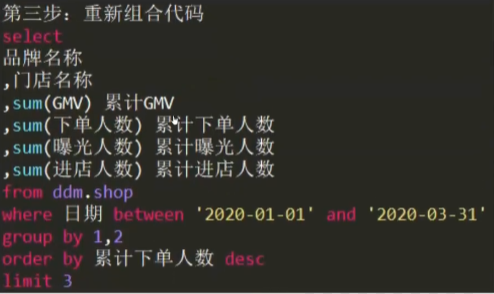 第三步：重新组合代码
select
品牌名称
,门店名称
,sum(GMV) 累计GMV
,sum(下单人数) 累计下单人数
,sum(曝光人数) 累计曝光人数
,sum(进店人数) 累计进店人数
from ddm.shop
where 日期 between '2020-01-01' and '2020-03-31'
group by 1,2
order by 累计下单人数 desc
limit 3